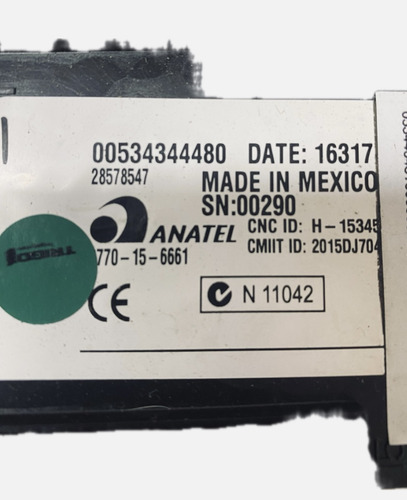 00534344480 DATE: 16317
28578547 MADE IN MEXICO
SN:00290
ANATEL CNC ID: H-15345
CMIIT ID: 2015DJ704
770-15-6661
CE N 11042